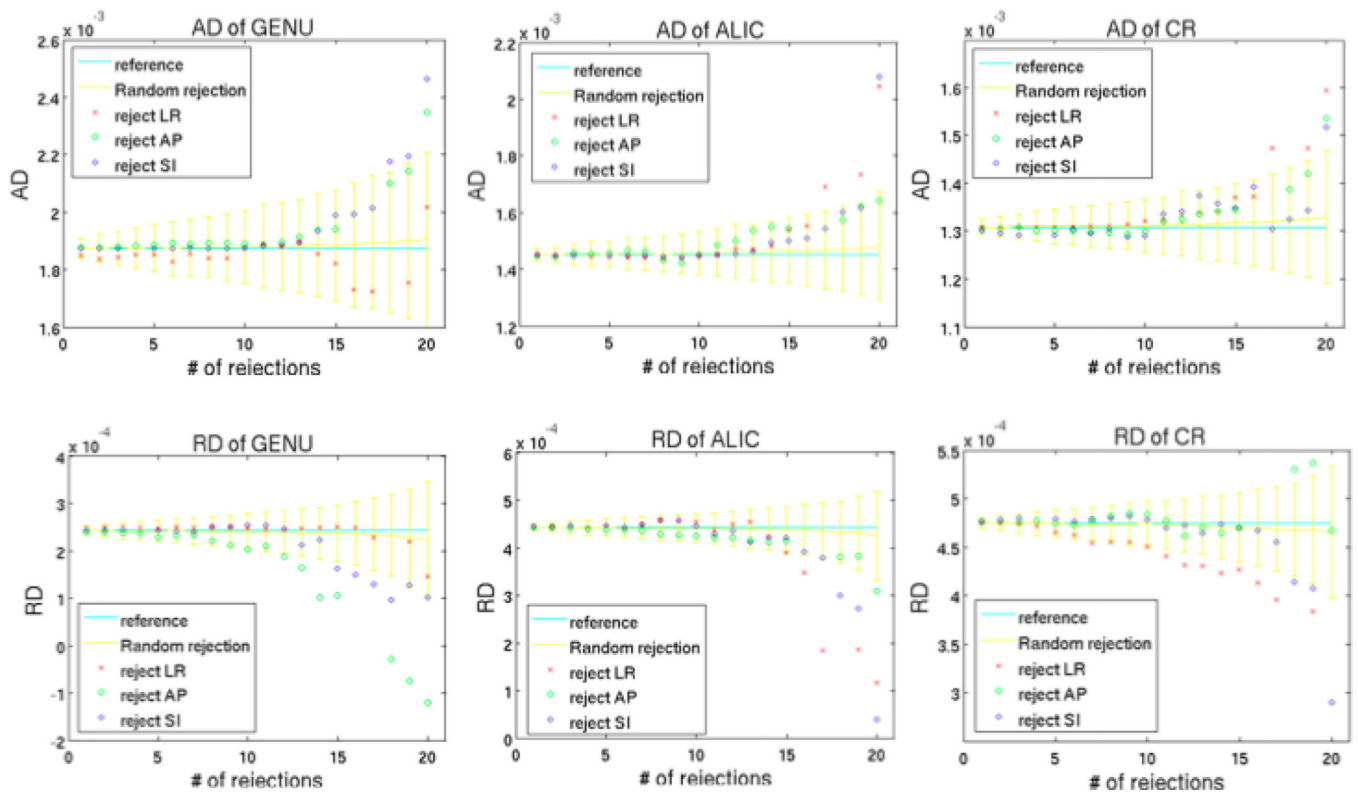 x 10⁻³
AD of GENU
2.6
2.4
2.2
2
1.8
1.6
AD
reference
Random rejection
reject LR
reject AP
reject SI
0 5 10 15 20
# of rejections
x 10⁻³
AD of ALIC
2.2
2
1.8
1.6
1.4
1.2
AD
reference
Random rejection
reject LR
reject AP
reject SI
0 5 10 15 20
# of rejections
x 10⁻³
AD of CR
1.6
1.5
1.4
1.3
1.2
1.1
AD
reference
Random rejection
reject LR
reject AP
reject SI
0 5 10 15 20
# of rejections
x 10⁻⁴
RD of GENU
4
3
2
1
0
-1
-2
RD
reference
Random rejection
reject LR
reject AP
reject SI
0 5 10 15 20
# of rejections
x 10⁻⁴
RD of ALIC
6
5
4
3
2
1
0
RD
reference
Random rejection
reject LR
reject AP
reject SI
0 5 10 15 20
# of rejections
x 10⁻⁴
RD of CR
5.5
5
4.5
4
3.5
3
RD
reference
Random rejection
reject LR
reject AP
reject SI
0 5 10 15 20
# of rejections